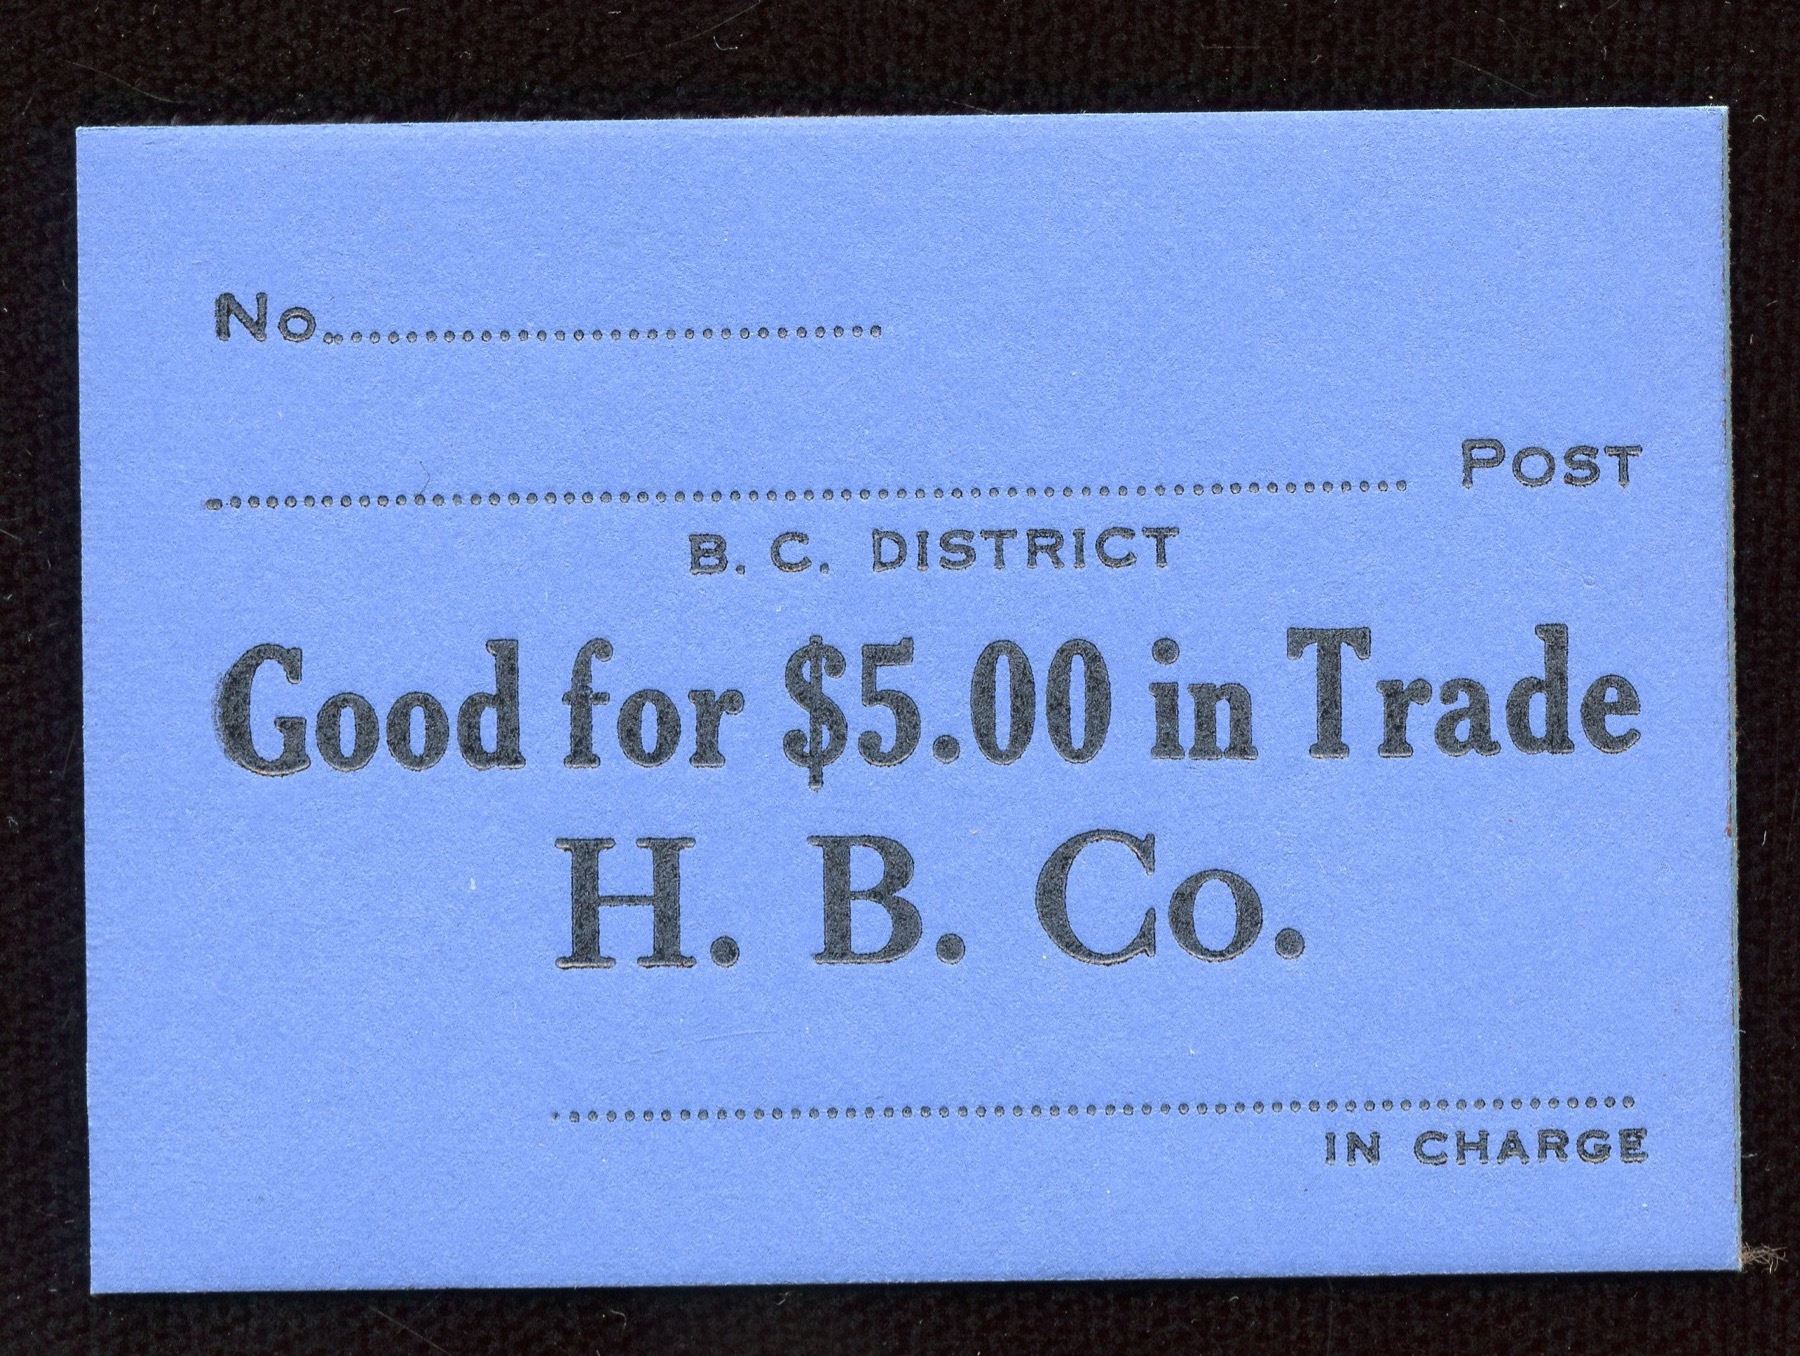 No..............................
............................................................ POST
B. C. DISTRICT
Good for $5.00 in Trade
H. B. Co.
............................................................
IN CHARGE